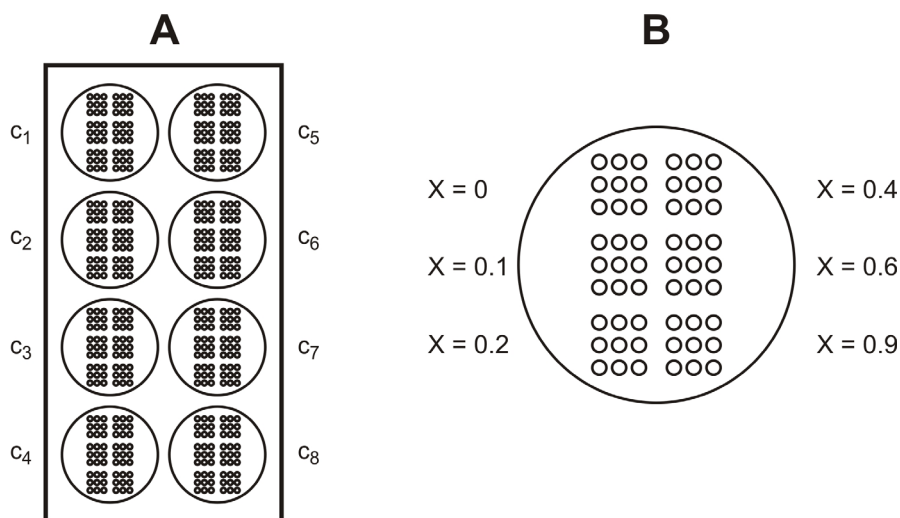 A
B
c1
c5
c2
c6
c3
c7
c4
c8
X = 0
X = 0.4
X = 0.1
X = 0.6
X = 0.2
X = 0.9